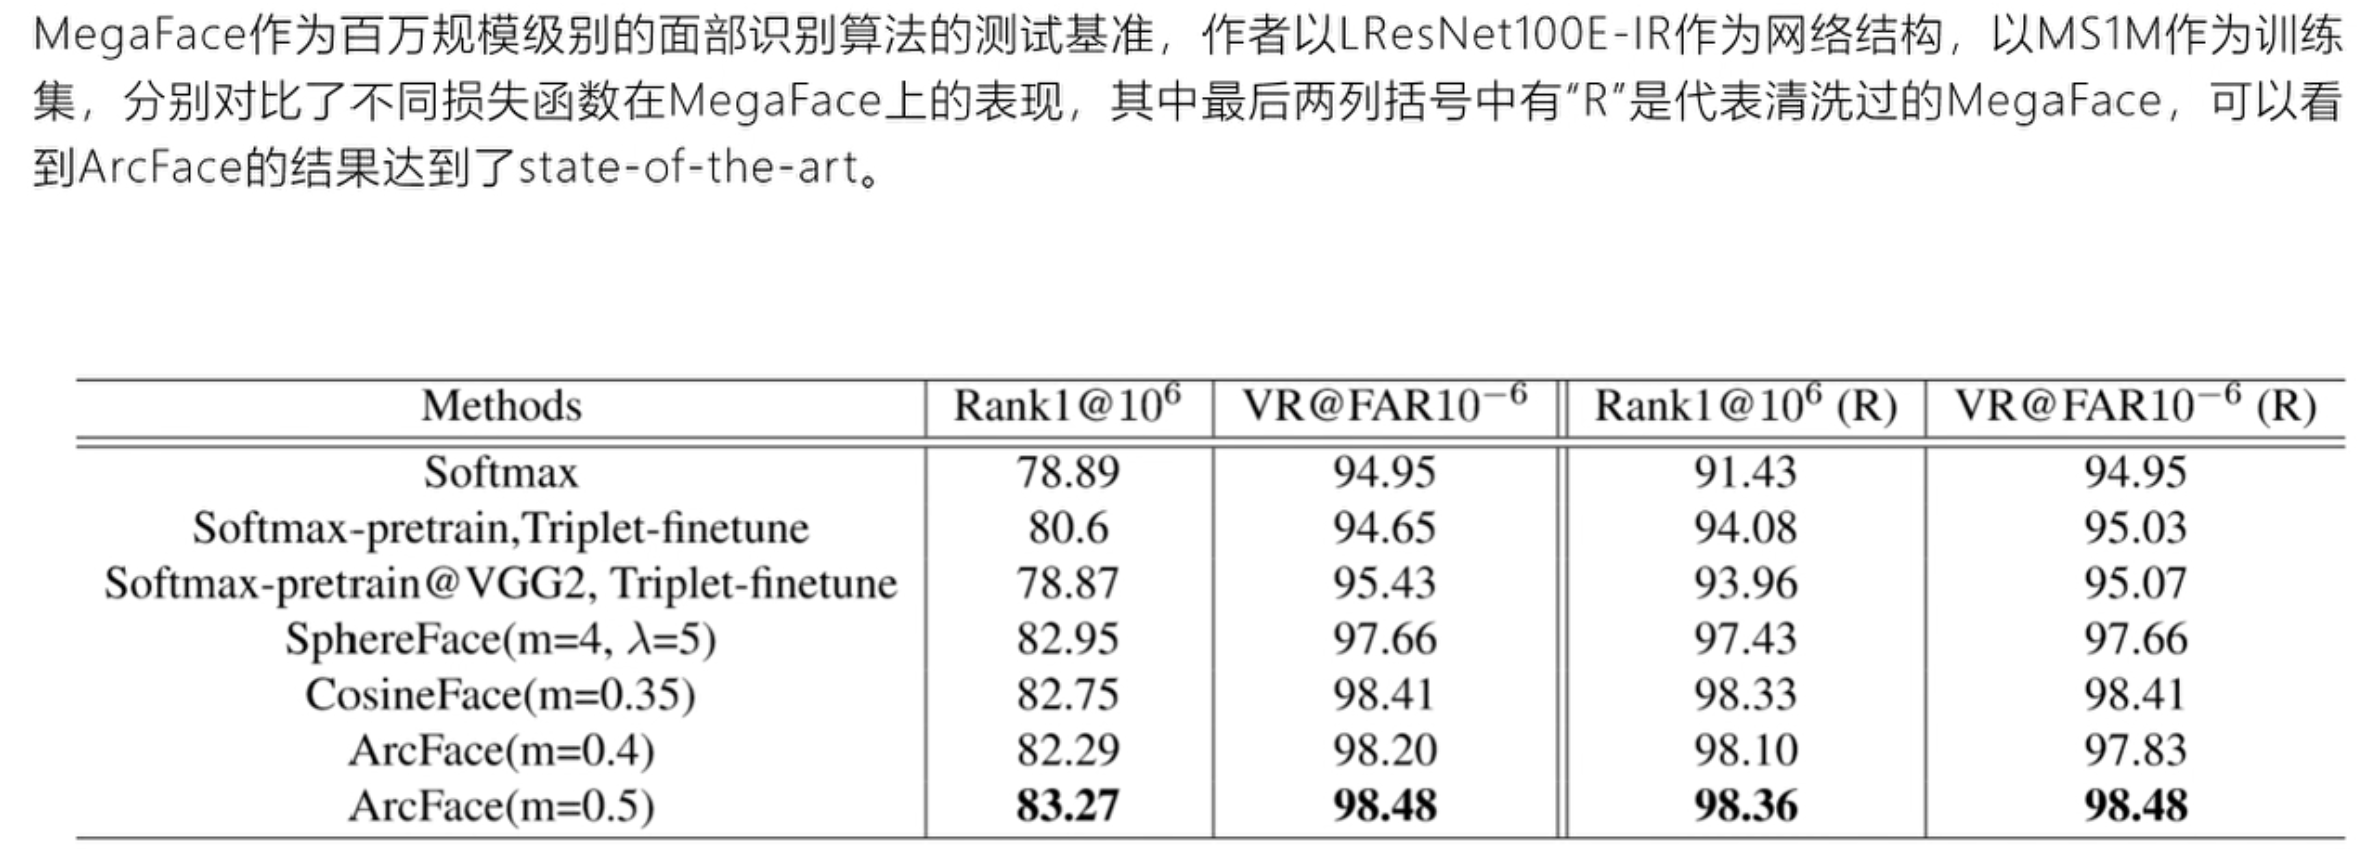 MegaFace作为百万规模级别的面部识别算法的测试基准，作者以LResNet100E-IR作为网络结构，以MS1M作为训练
集，分别对比了不同损失函数在MegaFace上的表现，其中最后两列括号中有“R”是代表清洗过的MegaFace，可以看
到ArcFace的结果达到了state-of-the-art。
Methods Rank1@10⁶ VR@FAR10⁻⁶ Rank1@10⁶ (R) VR@FAR10⁻⁶ (R)
Softmax 78.89 94.95 91.43 94.95
Softmax-pretrain,Triplet-finetune 80.6 94.65 94.08 95.03
Softmax-pretrain@VGG2, Triplet-finetune 78.87 95.43 93.96 95.07
SphereFace(m=4, λ=5) 82.95 97.66 97.43 97.66
CosineFace(m=0.35) 82.75 98.41 98.33 98.41
ArcFace(m=0.4) 82.29 98.20 98.10 97.83
ArcFace(m=0.5) 83.27 98.48 98.36 98.48